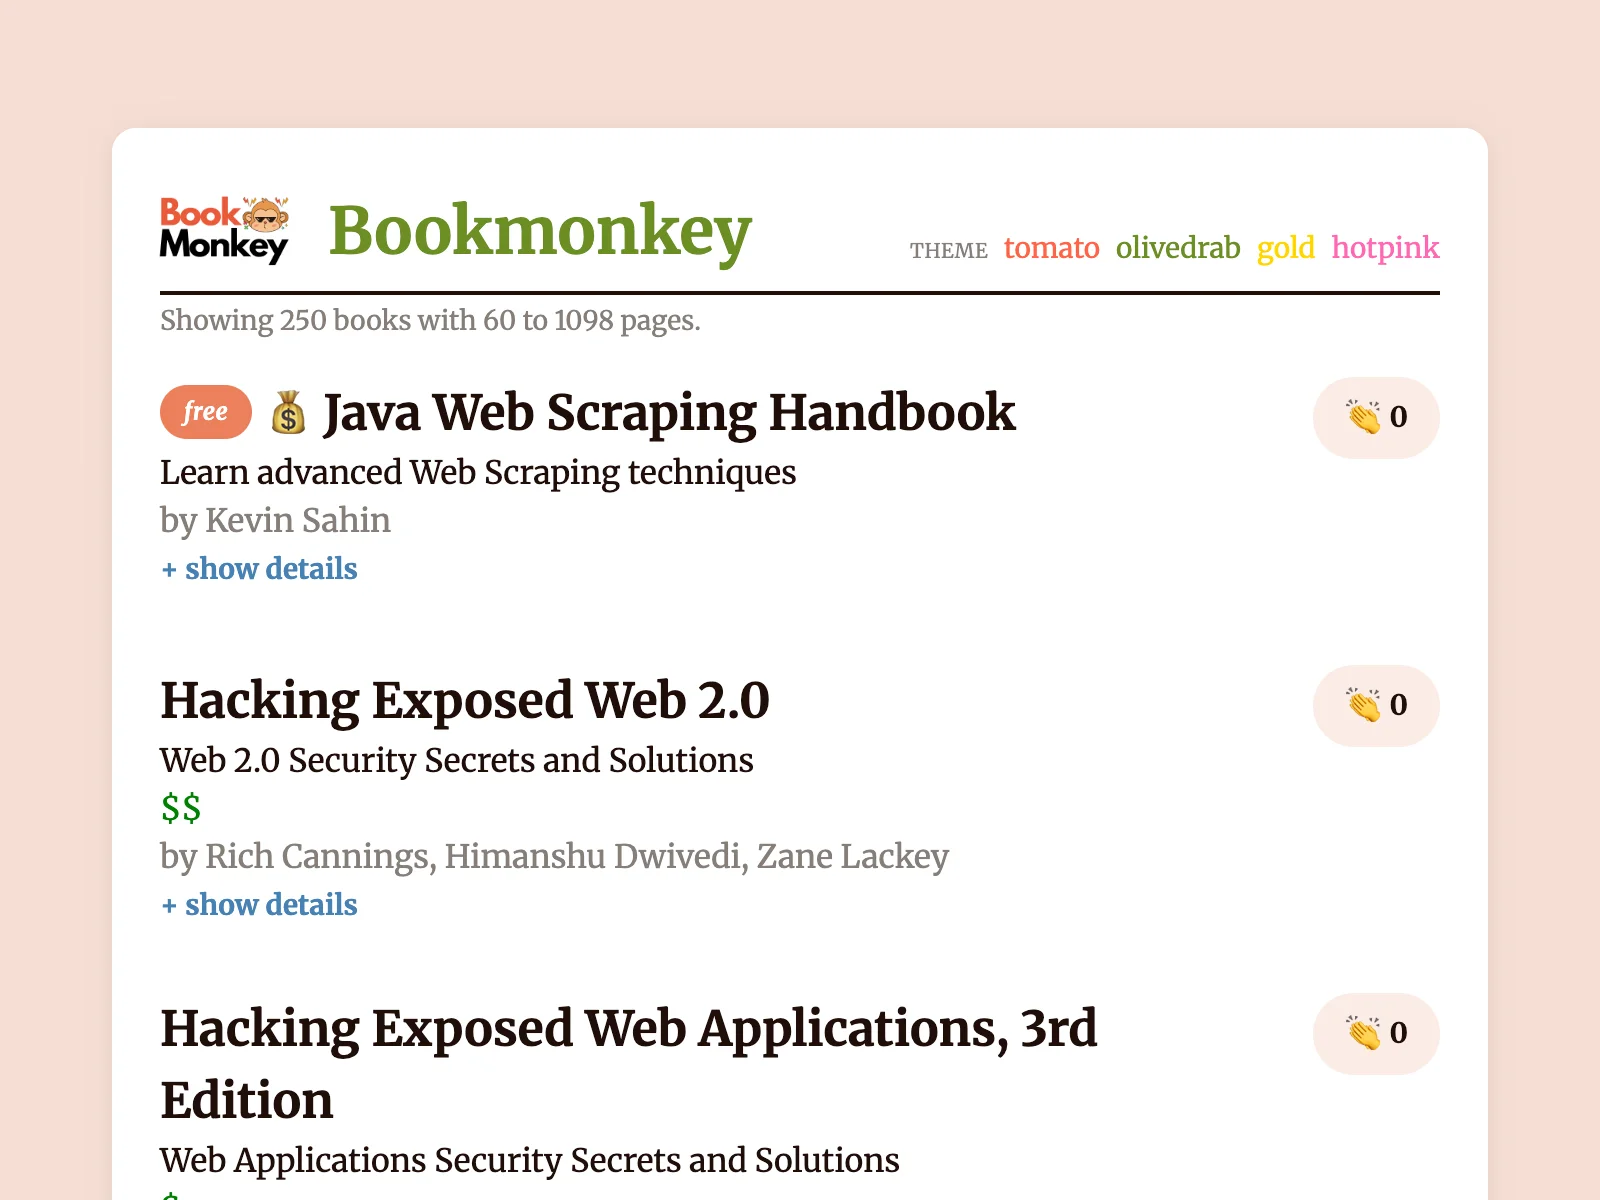 Book
Monkey
Bookmonkey
THEME tomato olivedrab gold hotpink
Showing 250 books with 60 to 1098 pages.
free 💰 Java Web Scraping Handbook
👏 0
Learn advanced Web Scraping techniques
by Kevin Sahin
+ show details
Hacking Exposed Web 2.0
👏 0
Web 2.0 Security Secrets and Solutions
$$
by Rich Cannings, Himanshu Dwivedi, Zane Lackey
+ show details
Hacking Exposed Web Applications, 3rd
Edition
👏 0
Web Applications Security Secrets and Solutions